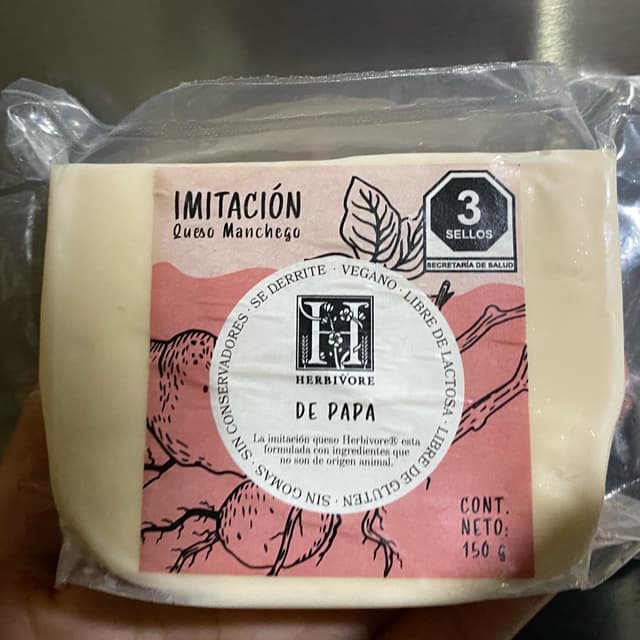 IMITACIÓN
Queso Manchego
3
SELLOS
SECRETARÍA DE SALUD
SIN CONSERVADORES · SE DERRITE · VEGANO · LIBRE DE LACTOSA · LIBRE DE GLUTEN · SIN GOMAS ·
H
HERBIVORE
DE PAPA
La imitación queso Herbivore® esta
formulada con ingredientes que
no son de origen animal.
CONT.
NETO:
150 g